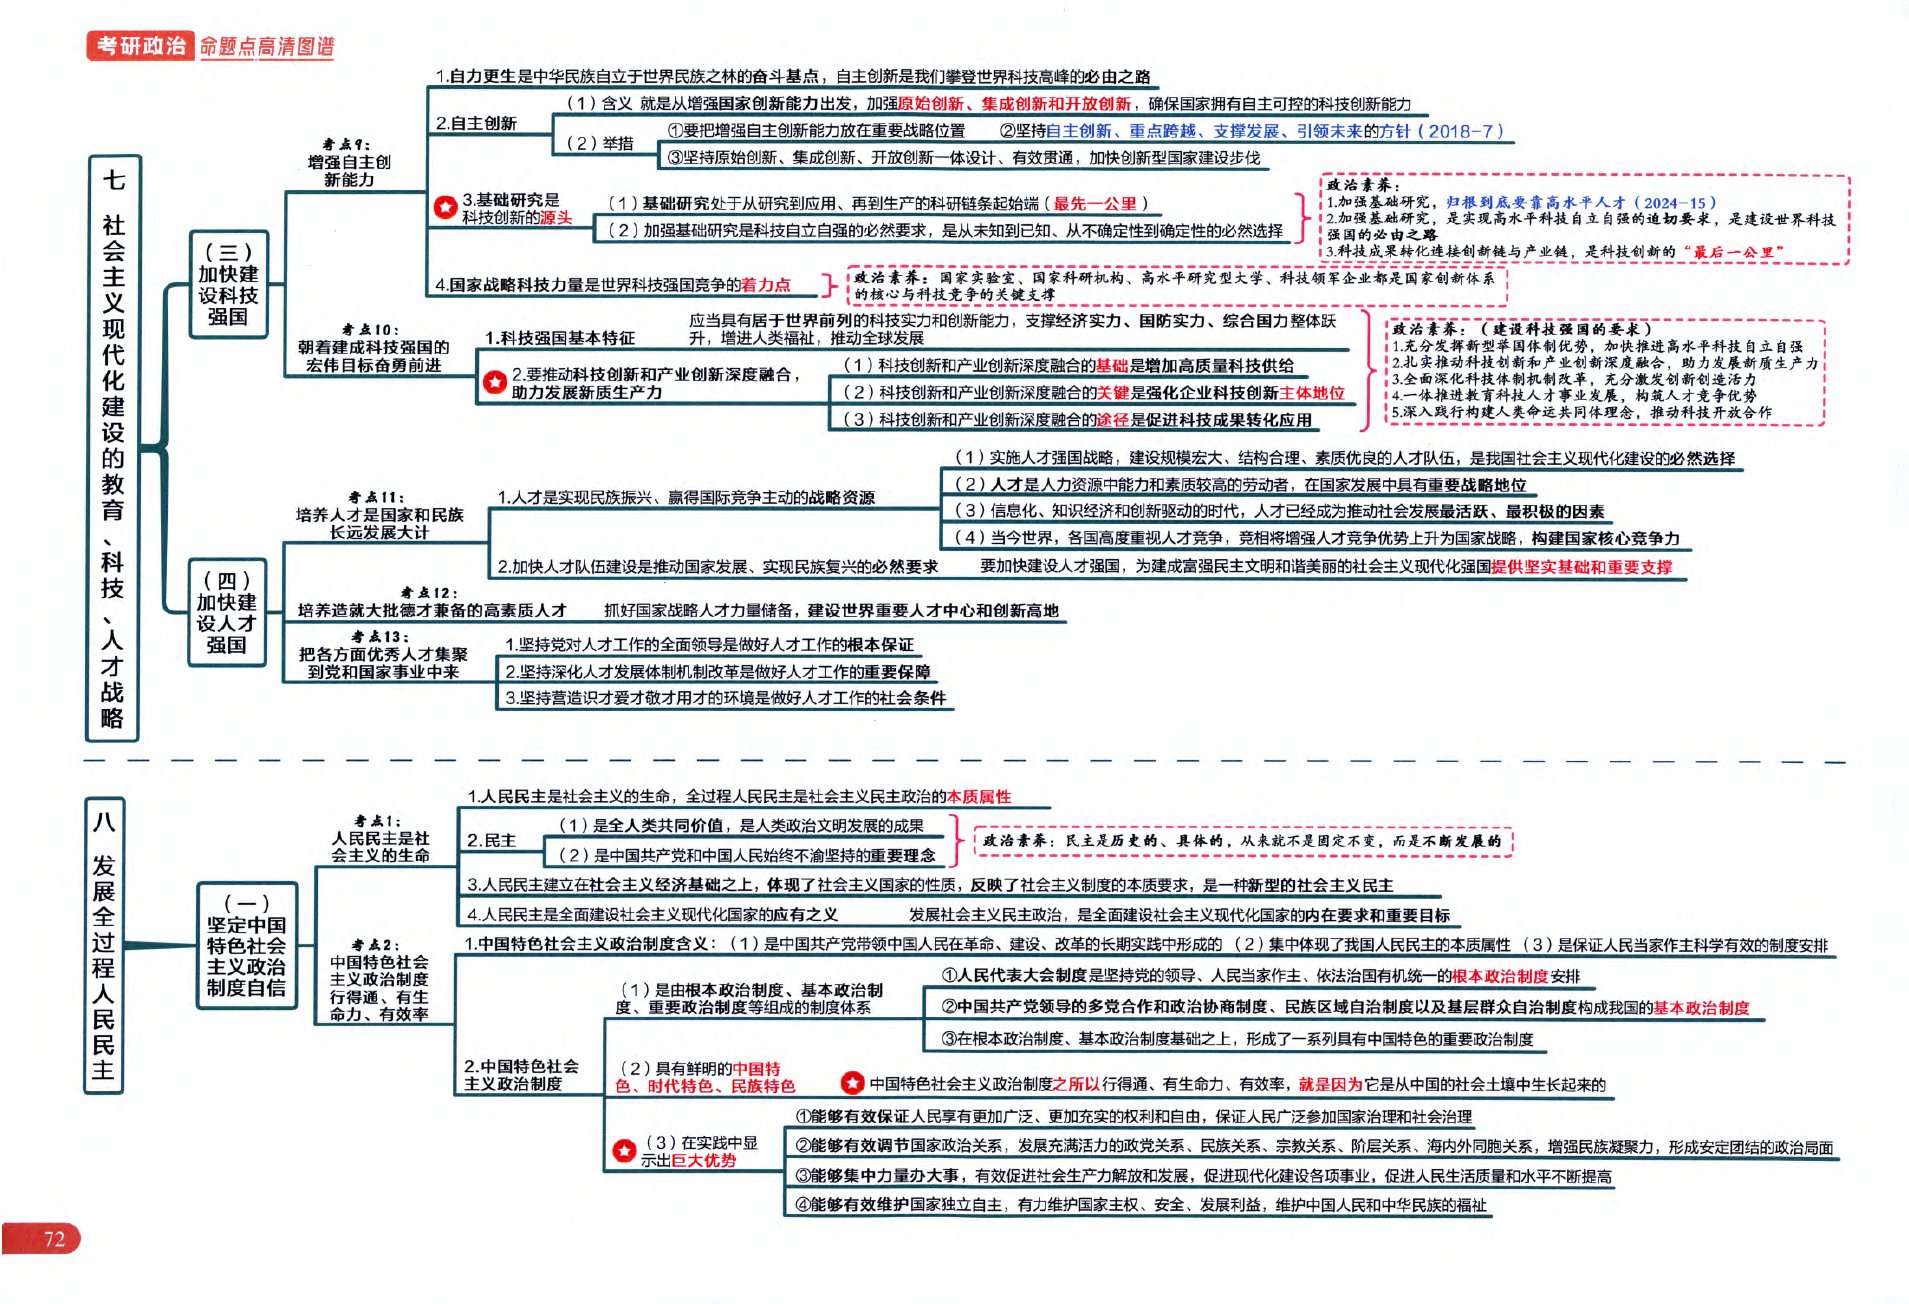 考研政治 命题点高清图谱
七 社会主义现代化建设的教育、科技、人才战略
（三）
加快建
设科技
强国
考点9：
增强自主创
新能力
1.自力更生是中华民族自立于世界民族之林的奋斗基点，自主创新是我们攀登世界科技高峰的必由之路
2.自主创新
（1）含义 就是从增强国家创新能力出发，加强原始创新、集成创新和开放创新，确保国家拥有自主可控的科技创新能力
（2）举措
①要把增强自主创新能力放在重要战略位置 ②坚持自主创新、重点跨越、支撑发展、引领未来的方针（2018-7）
③坚持原始创新、集成创新、开放创新一体设计、有效贯通，加快创新型国家建设步伐
3.基础研究是
科技创新的源头
（1）基础研究处于从研究到应用、再到生产的科研链条起始端（最先一公里）
（2）加强基础研究是科技自立自强的必然要求，是从未知到已知、从不确定性到确定性的必然选择
政治素养：
1.加强基础研究，归根到底要靠高水平人才（2024-15）
2.加强基础研究，是实现高水平科技自立自强的迫切要求，是建设世界科技
强国的必由之路
3.科技成果转化连接创新链与产业链，是科技创新的“最后一公里”
4.国家战略科技力量是世界科技强国竞争的着力点
政治素养：国家实验室、国家科研机构、高水平研究型大学、科技领军企业都是国家创新体系
的核心与科技竞争的关键支撑
考点10：
朝着建成科技强国的
宏伟目标奋勇前进
1.科技强国基本特征
应当具有居于世界前列的科技实力和创新能力，支撑经济实力、国防实力、综合国力整体跃
升，增进人类福祉，推动全球发展
2.要推动科技创新和产业创新深度融合，
助力发展新质生产力
（1）科技创新和产业创新深度融合的基础是增加高质量科技供给
（2）科技创新和产业创新深度融合的关键是强化企业科技创新主体地位
（3）科技创新和产业创新深度融合的途径是促进科技成果转化应用
政治素养：（建设科技强国的要求）
1.充分发挥新型举国体制优势，加快推进高水平科技自立自强
2.扎实推动科技创新和产业创新深度融合，助力发展新质生产力
3.全面深化科技体制机制改革，充分激发创新创造活力
4.一体推进教育科技人才事业发展，构筑人才竞争优势
5.深入践行构建人类命运共同体理念，推动科技开放合作
（四）
加快建
设人才
强国
考点11：
培养人才是国家和民族
长远发展大计
1.人才是实现民族振兴、赢得国际竞争主动的战略资源
（1）实施人才强国战略，建设规模宏大、结构合理、素质优良的人才队伍，是我国社会主义现代化建设的必然选择
（2）人才是人力资源中能力和素质较高的劳动者，在国家发展中具有重要战略地位
（3）信息化、知识经济和创新驱动的时代，人才已经成为推动社会发展最活跃、最积极的因素
（4）当今世界，各国高度重视人才竞争，竞相将增强人才竞争优势上升为国家战略，构建国家核心竞争力
2.加快人才队伍建设是推动国家发展、实现民族复兴的必然要求 要加快建设人才强国，为建成富强民主文明和谐美丽的社会主义现代化强国提供坚实基础和重要支撑
考点12：
培养造就大批德才兼备的高素质人才 抓好国家战略人才力量储备，建设世界重要人才中心和创新高地
考点13：
把各方面优秀人才集聚
到党和国家事业中来
1.坚持党对人才工作的全面领导是做好人才工作的根本保证
2.坚持深化人才发展体制机制改革是做好人才工作的重要保障
3.坚持营造识才爱才敬才用才的环境是做好人才工作的社会条件
八 发展全过程人民民主
（一）
坚定中国
特色社会
主义政治
制度自信
考点1：
人民民主是社
会主义的生命
1.人民民主是社会主义的生命，全过程人民民主是社会主义民主政治的本质属性
2.民主
（1）是全人类共同价值，是人类政治文明发展的成果
（2）是中国共产党和中国人民始终不渝坚持的重要理念
政治素养：民主是历史的、具体的，从来就不是固定不变，而是不断发展的
3.人民民主建立在社会主义经济基础之上，体现了社会主义国家的性质，反映了社会主义制度的本质要求，是一种新型的社会主义民主
4.人民民主是全面建设社会主义现代化国家的应有之义 发展社会主义民主政治，是全面建设社会主义现代化国家的内在要求和重要目标
考点2：
中国特色社会
主义政治制度
行得通、有生
命力、有效率
1.中国特色社会主义政治制度含义：（1）是中国共产党带领中国人民在革命、建设、改革的长期实践中形成的（2）集中体现了我国人民民主的本质属性（3）是保证人民当家作主科学有效的制度安排
2.中国特色社会
主义政治制度
（1）是由根本政治制度、基本政治制
度、重要政治制度等组成的制度体系
①人民代表大会制度是坚持党的领导、人民当家作主、依法治国有机统一的根本政治制度安排
②中国共产党领导的多党合作和政治协商制度、民族区域自治制度以及基层群众自治制度构成我国的基本政治制度
③在根本政治制度、基本政治制度基础之上，形成了一系列具有中国特色的重要政治制度
（2）具有鲜明的中国特
色、时代特色、民族特色
中国特色社会主义政治制度之所以行得通、有生命力、有效率，就是因为它是从中国的社会土壤中生长起来的
（3）在实践中显
示出巨大优势
①能够有效保证人民享有更加广泛、更加充实的权利和自由，保证人民广泛参加国家治理和社会治理
②能够有效调节国家政治关系，发展充满活力的政党关系、民族关系、宗教关系、阶层关系、海内外同胞关系，增强民族凝聚力，形成安定团结的政治局面
③能够集中力量办大事，有效促进社会生产力解放和发展，促进现代化建设各项事业，促进人民生活质量和水平不断提高
④能够有效维护国家独立自主，有力维护国家主权、安全、发展利益，维护中国人民和中华民族的福祉
72